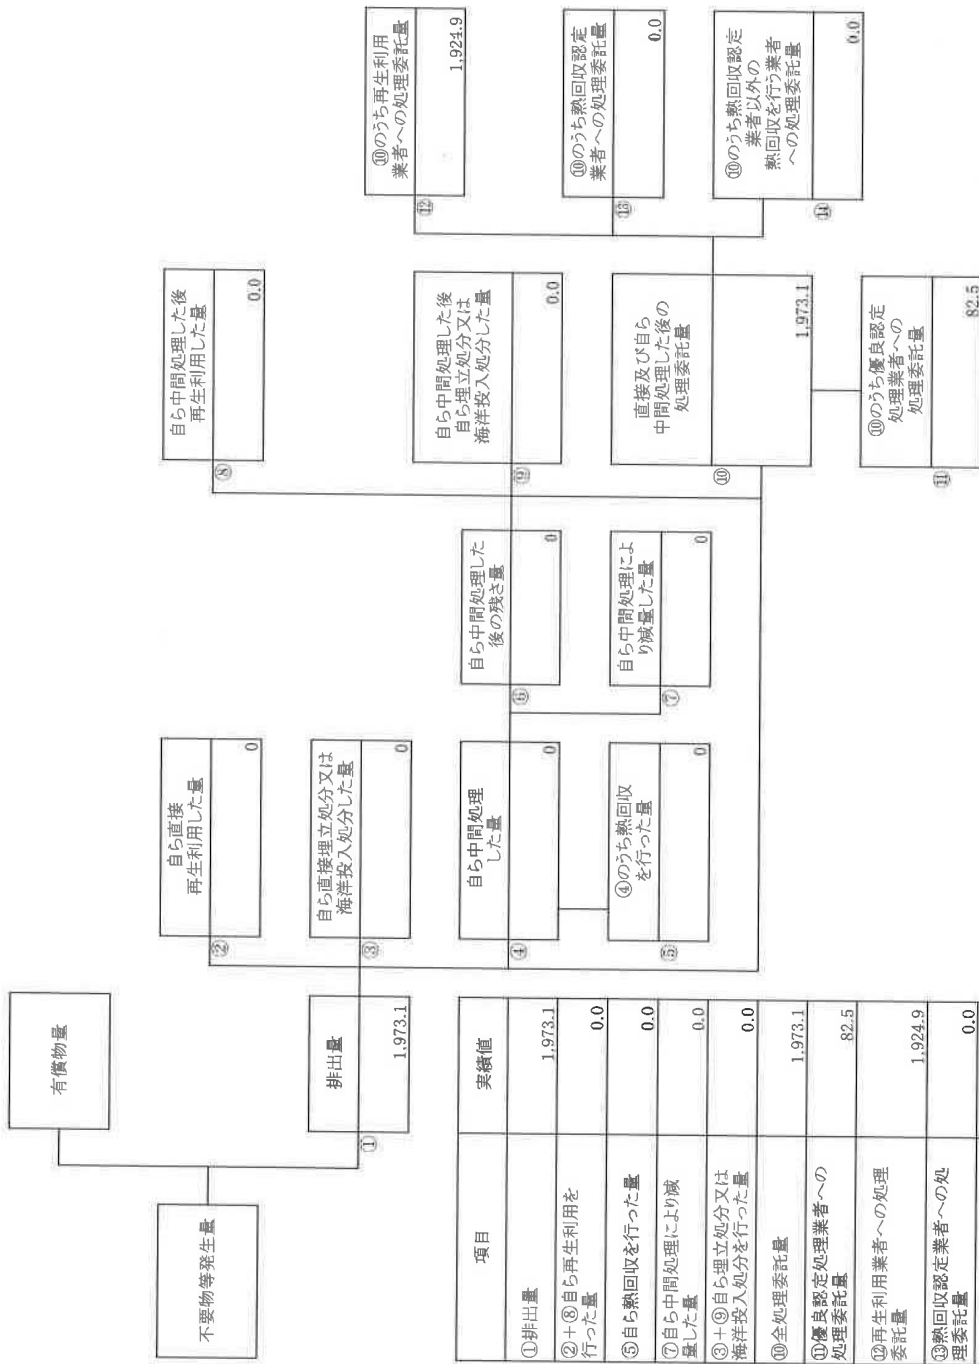 不要物等発生量
有償物量
①
排出量
1,973.1
②
自ら直接
再生利用した量
0
③
自ら直接埋立処分又は
海洋投入処分した量
0
④
自ら中間処理
した量
0
⑤
④のうち熱回収
を行った量
0
⑥
自ら中間処理した
後の残さ量
0
⑦
自ら中間処理によ
り減量した量
0
⑧
自ら中間処理した後
再生利用した量
0.0
⑨
自ら中間処理した後
自ら埋立処分又は
海洋投入処分した量
0.0
⑩
直接及び自ら
中間処理した後の
処理委託量
1,973.1
⑪
⑩のうち優良認定
処理業者への
処理委託量
82.5
⑫
⑩のうち再生利用
業者への処理委託量
1,924.9
⑬
⑩のうち熱回収認定
業者への処理委託量
0.0
⑭
⑩のうち熱回収認定
業者以外の
熱回収を行う業者
への処理委託量
0.0
項目 実績値
①排出量 1,973.1
②+⑧自ら再生利用を
行った量 0.0
⑤自ら熱回収を行った量 0.0
⑦自ら中間処理により減
量した量 0.0
③+⑨自ら埋立処分又は
海洋投入処分を行った量 0.0
⑩全処理委託量 1,973.1
⑪優良認定処理業者への
処理委託量 82.5
⑫再生利用業者への処理
委託量 1,924.9
⑬熱回収認定業者への処
理委託量 0.0